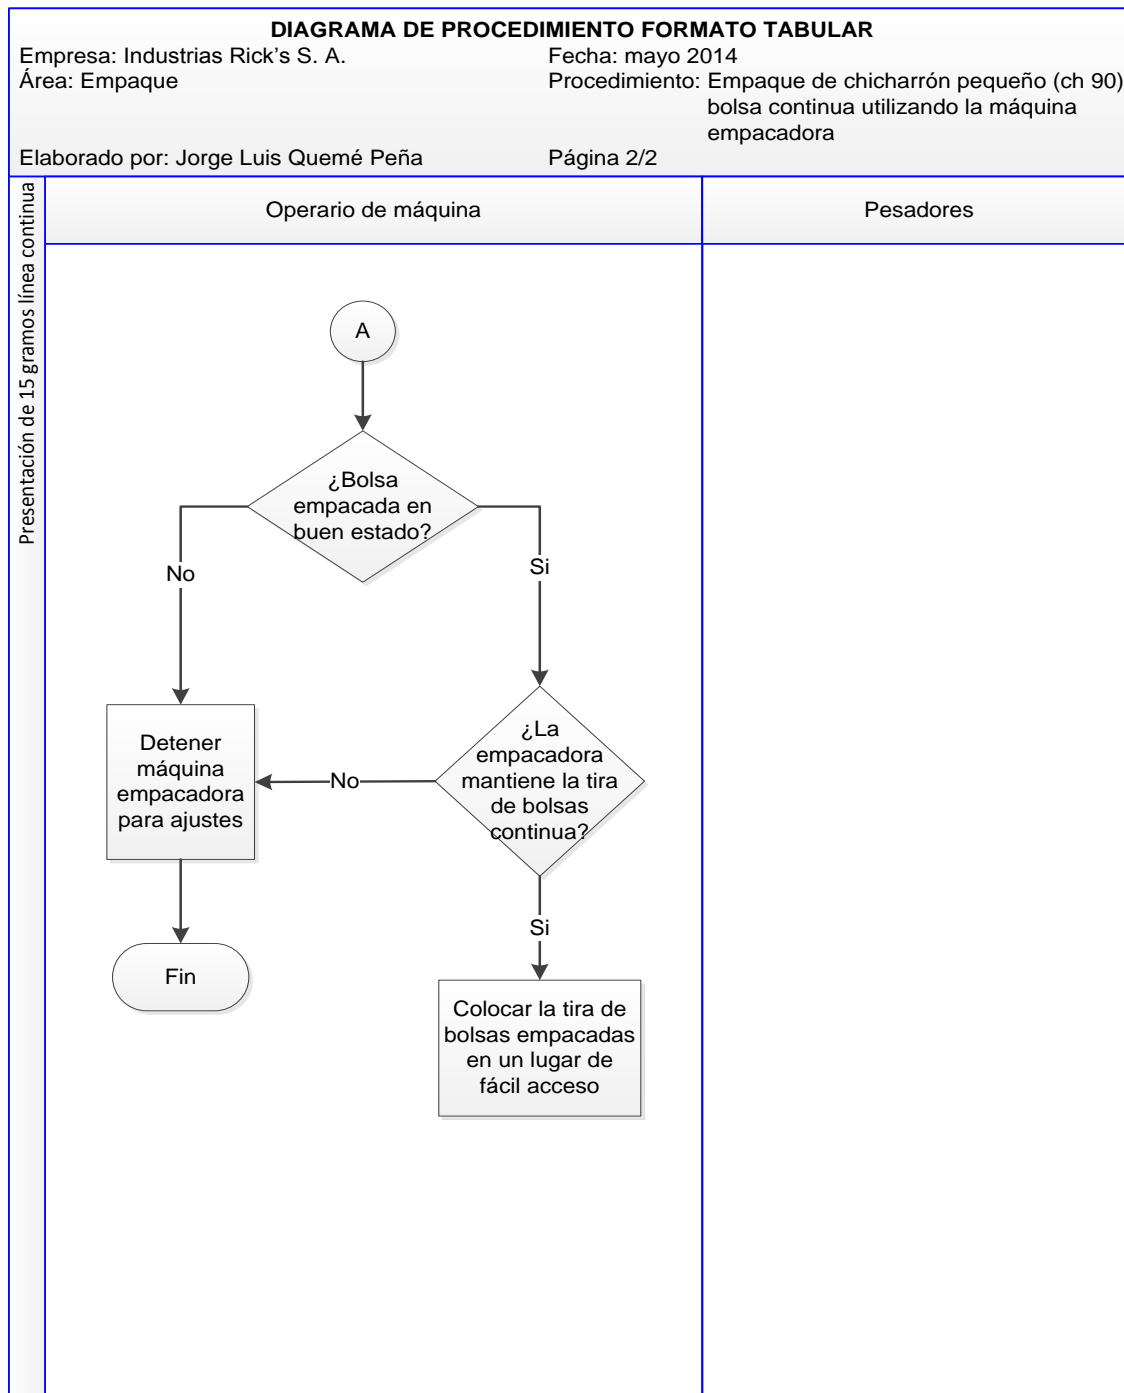 DIAGRAMA DE PROCEDIMIENTO FORMATO TABULAR
Empresa: Industrias Rick's S. A.
Fecha: mayo 2014
Área: Empaque
Procedimiento: Empaque de chicharrón pequeño (ch 90)
bolsa continua utilizando la máquina
empacadora
Elaborado por: Jorge Luis Quemé Peña
Página 2/2
Presentación de 15 gramos línea continua
Operario de máquina
Pesadores
A
¿Bolsa
empacada en
buen estado?
No
Si
Detener
máquina
empacadora
para ajustes
No
¿La
empacadora
mantiene la tira
de bolsas
continua?
Si
Fin
Colocar la tira de
bolsas empacadas
en un lugar de
fácil acceso